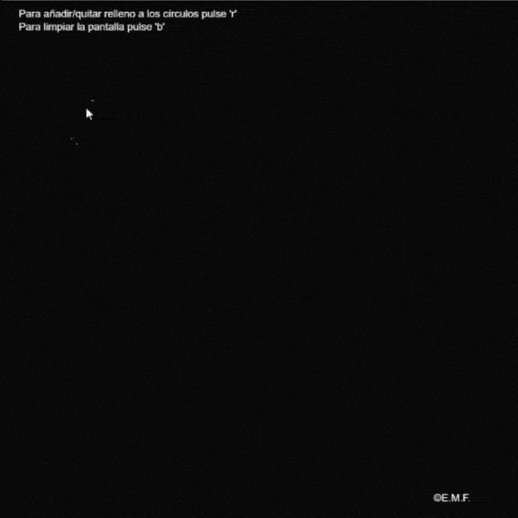 Para añadir/quitar relleno a los círculos pulse 'r'
Para limpiar la pantalla pulse 'b'
©E.M.F.